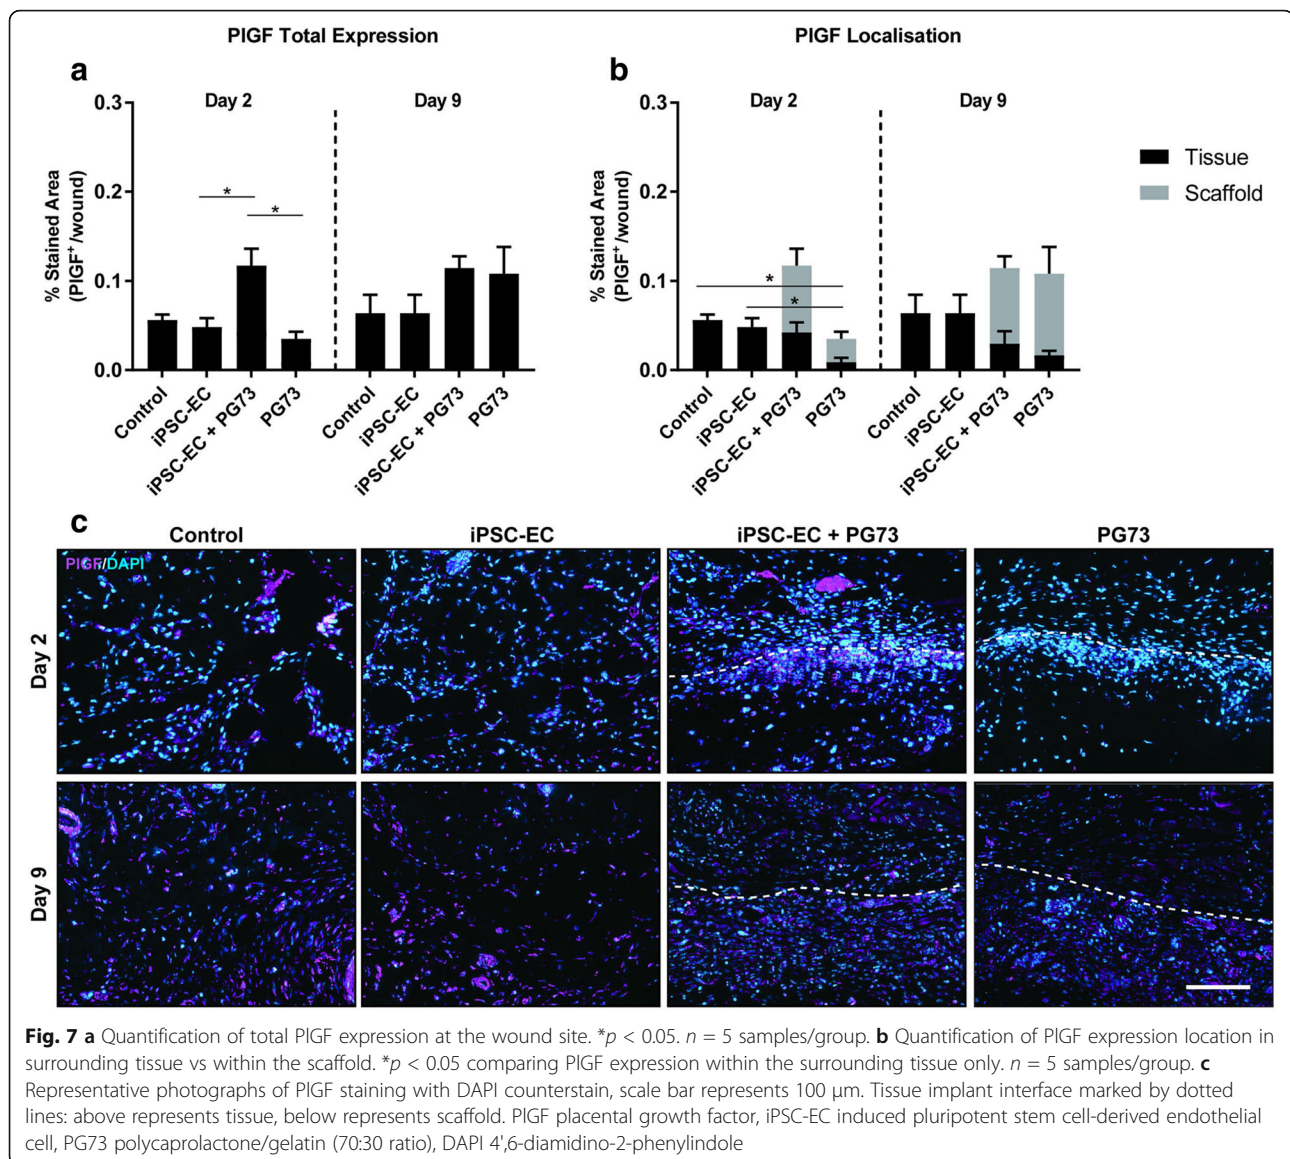 PlGF Total Expression
PlGF Localisation
a
b
Day 2
Day 9
Day 2
Day 9
% Stained Area
(PlGF⁺/wound)
0.3
0.2
0.1
0.0
*
*
Control
iPSC-EC
iPSC-EC + PG73
PG73
Control
iPSC-EC
iPSC-EC + PG73
PG73
% Stained Area
(PlGF⁺/wound)
0.3
0.2
0.1
0.0
*
*
Control
iPSC-EC
iPSC-EC + PG73
PG73
Control
iPSC-EC
iPSC-EC + PG73
PG73
Tissue
Scaffold
c
Control
iPSC-EC
iPSC-EC + PG73
PG73
PlGF/DAPI
Day 2
Day 9
Fig. 7 a Quantification of total PlGF expression at the wound site. *p < 0.05. n = 5 samples/group. b Quantification of PlGF expression location in
surrounding tissue vs within the scaffold. *p < 0.05 comparing PlGF expression within the surrounding tissue only. n = 5 samples/group. c
Representative photographs of PlGF staining with DAPI counterstain, scale bar represents 100 μm. Tissue implant interface marked by dotted
lines: above represents tissue, below represents scaffold. PlGF placental growth factor, iPSC-EC induced pluripotent stem cell-derived endothelial
cell, PG73 polycaprolactone/gelatin (70:30 ratio), DAPI 4',6-diamidino-2-phenylindole